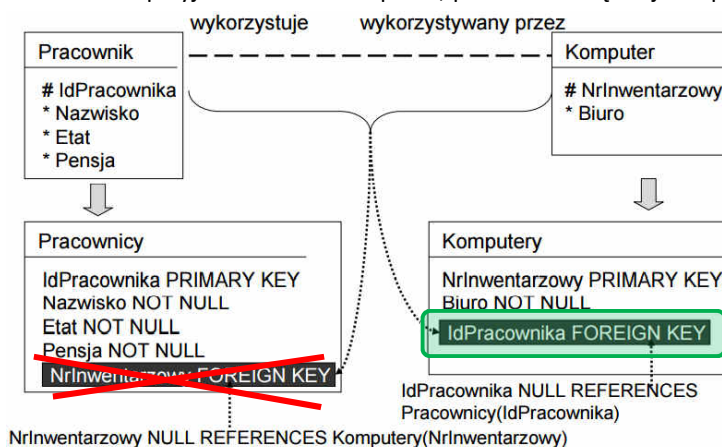 wykorzystuje wykorzystywany przez
Pracownik
# IdPracownika
* Nazwisko
* Etat
* Pensja
Komputer
# NrInwentarzowy
* Biuro
Pracownicy
IdPracownika PRIMARY KEY
Nazwisko NOT NULL
Etat NOT NULL
Pensja NOT NULL
NrInwentarzowy FOREIGN KEY
Komputery
NrInwentarzowy PRIMARY KEY
Biuro NOT NULL
IdPracownika FOREIGN KEY
IdPracownika NULL REFERENCES
Pracownicy(IdPracownika)
NrInwentarzowy NULL REFERENCES Komputery(NrInwentarzowy)